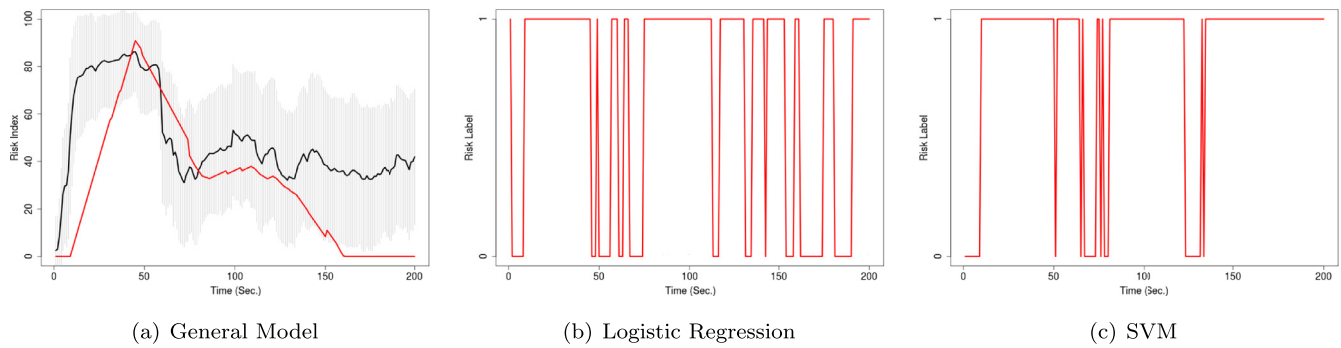 Risk Index
100
80
60
40
20
0
0 50 100 150 200
Time (Sec.)
(a) General Model
Risk Label
1
0
0 50 100 150 200
Time (Sec.)
(b) Logistic Regression
Risk Label
1
0
0 50 100 150 200
Time (Sec.)
(c) SVM